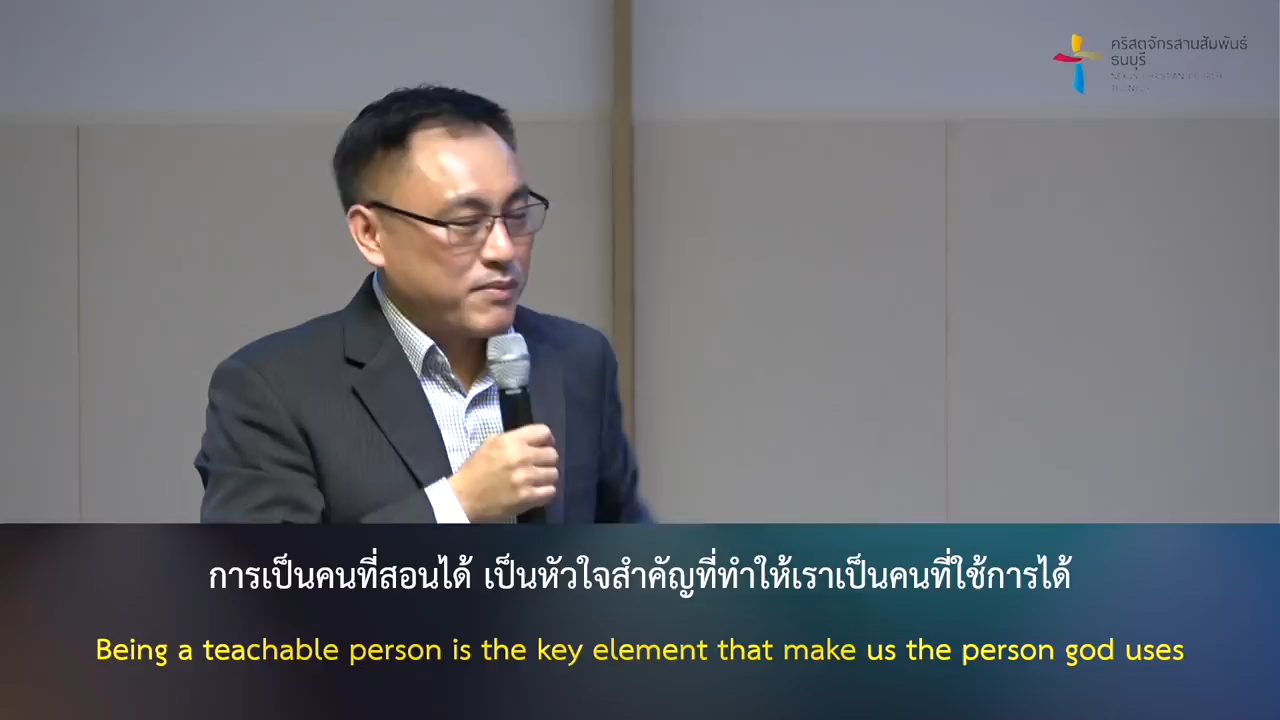 คริสตจักรสานสัมพันธ์
ธนบุรี
การเป็นคนที่สอนได้ เป็นหัวใจสำคัญที่ทำให้เราเป็นคนที่ใช้การได้
Being a teachable person is the key element that make us the person god uses